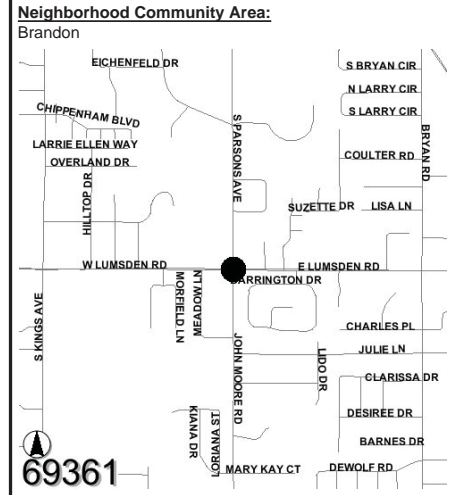 Neighborhood Community Area:
Brandon
EICHENFELD DR
S BRYAN CIR
N LARRY CIR
CHIPPENHAM BLVD
S LARRY CIR
S PARSONS AVE
BRYAN RD
LARRIE ELLEN WAY
OVERLAND DR
COULTER RD
HILLTOP DR
SUZETTE DR
LISA LN
W LUMSDEN RD
E LUMSDEN RD
BARRINGTON DR
MORFIELD LN
MEADOW LN
S KINGS AVE
JOHN MOORE RD
CHARLES PL
JULIE LN
LIDO DR
CLARISSA DR
KIANA DR
LORIANA ST
DESIREE DR
BARNES DR
69361
MARY KAY CT
DEWOLF RD